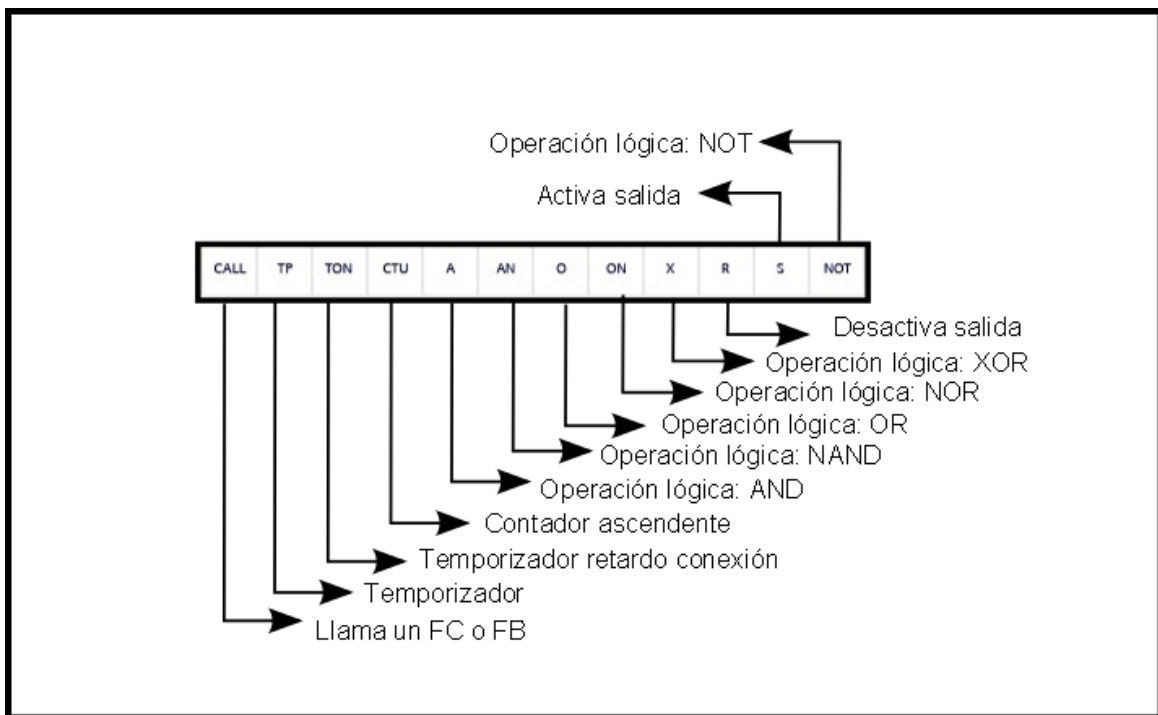 Operación lógica: NOT
Activa salida
CALL TP TON CTU A AN O ON X R S NOT
Desactiva salida
Operación lógica: XOR
Operación lógica: NOR
Operación lógica: OR
Operación lógica: NAND
Operación lógica: AND
Contador ascendente
Temporizador retardo conexión
Temporizador
Llama un FC o FB